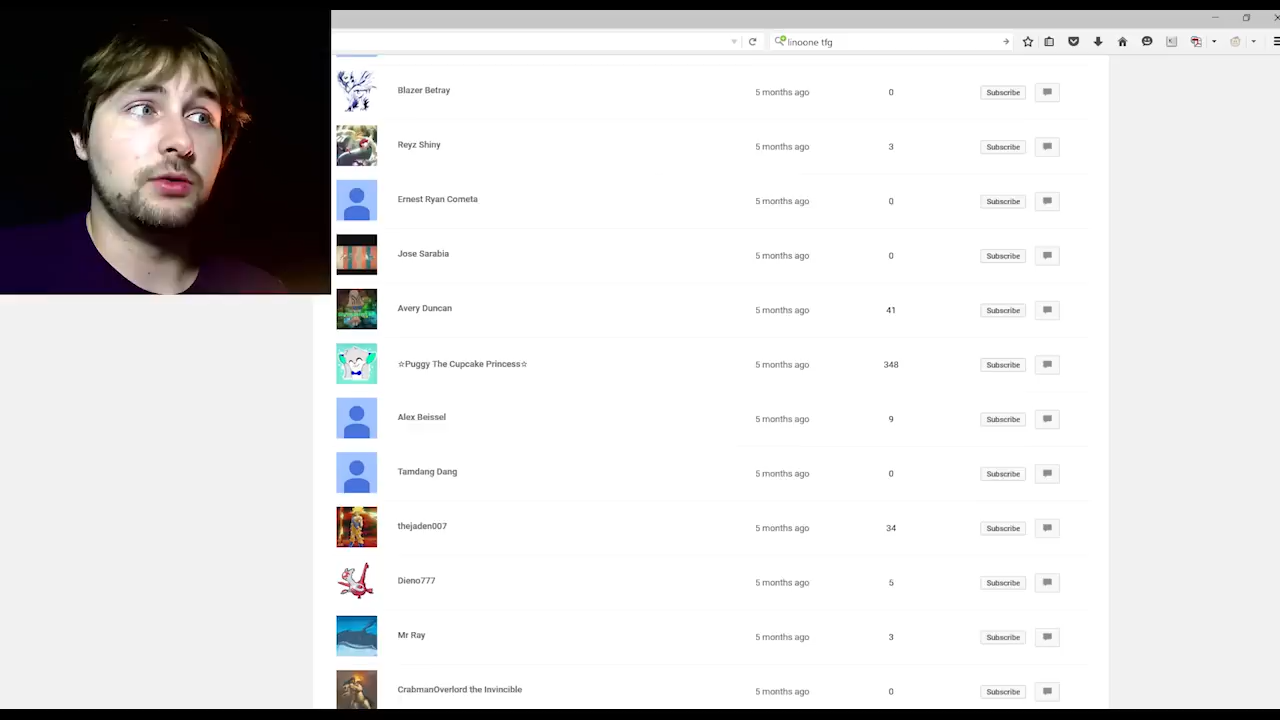 linoone tfg
Blazer Betray 5 months ago 0 Subscribe
Reyz Shiny 5 months ago 3 Subscribe
Ernest Ryan Cometa 5 months ago 0 Subscribe
Jose Sarabia 5 months ago 0 Subscribe
Avery Duncan 5 months ago 41 Subscribe
☆Puggy The Cupcake Princess☆ 5 months ago 348 Subscribe
Alex Beissel 5 months ago 9 Subscribe
Tamdang Dang 5 months ago 0 Subscribe
thejaden007 5 months ago 34 Subscribe
Dieno777 5 months ago 5 Subscribe
Mr Ray 5 months ago 3 Subscribe
CrabmanOverlord the Invincible 5 months ago 0 Subscribe